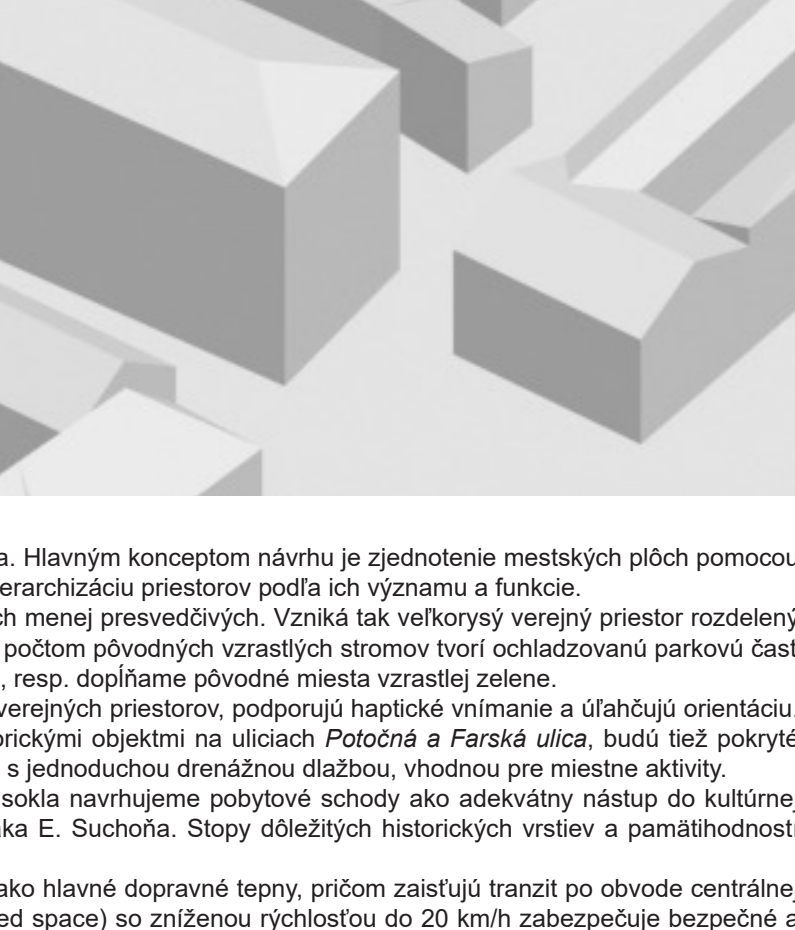 a. Hlavným konceptom návrhu je zjednotenie mestských plôch pomocou
erarchizáciu priestorov podľa ich významu a funkcie.
ch menej presvedčivých. Vzniká tak veľkorysý verejný priestor rozdelený
počtom pôvodných vzrastlých stromov tvorí ochladzovanú parkovú časť
, resp. dopĺňame pôvodné miesta vzrastlej zelene.
verejných priestorov, podporujú haptické vnímanie a úľahčujú orientáciu.
orickými objektmi na uliciach Potočná a Farská ulica, budú tiež pokryté
s jednoduchou drenážnou dlažbou, vhodnou pre miestne aktivity.
sokla navrhujeme pobytové schody ako adekvátny nástup do kultúrnej
aka E. Suchoňa. Stopy dôležitých historických vrstiev a pamätihodností
ako hlavné dopravné tepny, pričom zaisťujú tranzit po obvode centrálnej
ed space) so zníženou rýchlosťou do 20 km/h zabezpečuje bezpečné a